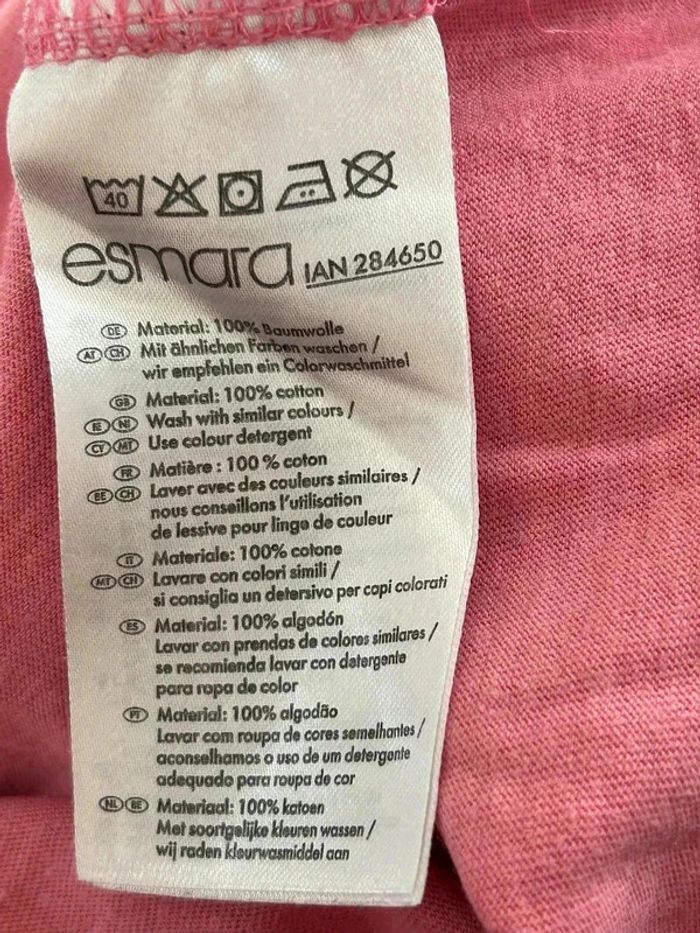 40
esmara IAN 284650
DE Material: 100% Baumwolle
AT CH Mit ähnlichen Farben waschen /
wir empfehlen ein Colorwaschmittel
GB Material: 100% cotton
IE NI Wash with similar colours /
CY MT Use colour detergent
FR Matière : 100 % coton
BE CH Laver avec des couleurs similaires /
nous conseillons l'utilisation
de lessive pour linge de couleur
IT Materiale: 100% cotone
MT CH Lavare con colori simili /
si consiglia un detersivo per capi colorati
ES Material: 100% algodón
Lavar con prendas de colores similares /
se recomienda lavar con detergente
para ropa de color
PT Material: 100% algodão
Lavar com roupa de cores semelhantes /
aconselhamos o uso de um detergente
adequado para roupa de cor
NL BE Materiaal: 100% katoen
Met soortgelijke kleuren wassen /
wij raden kleurwasmiddel aan